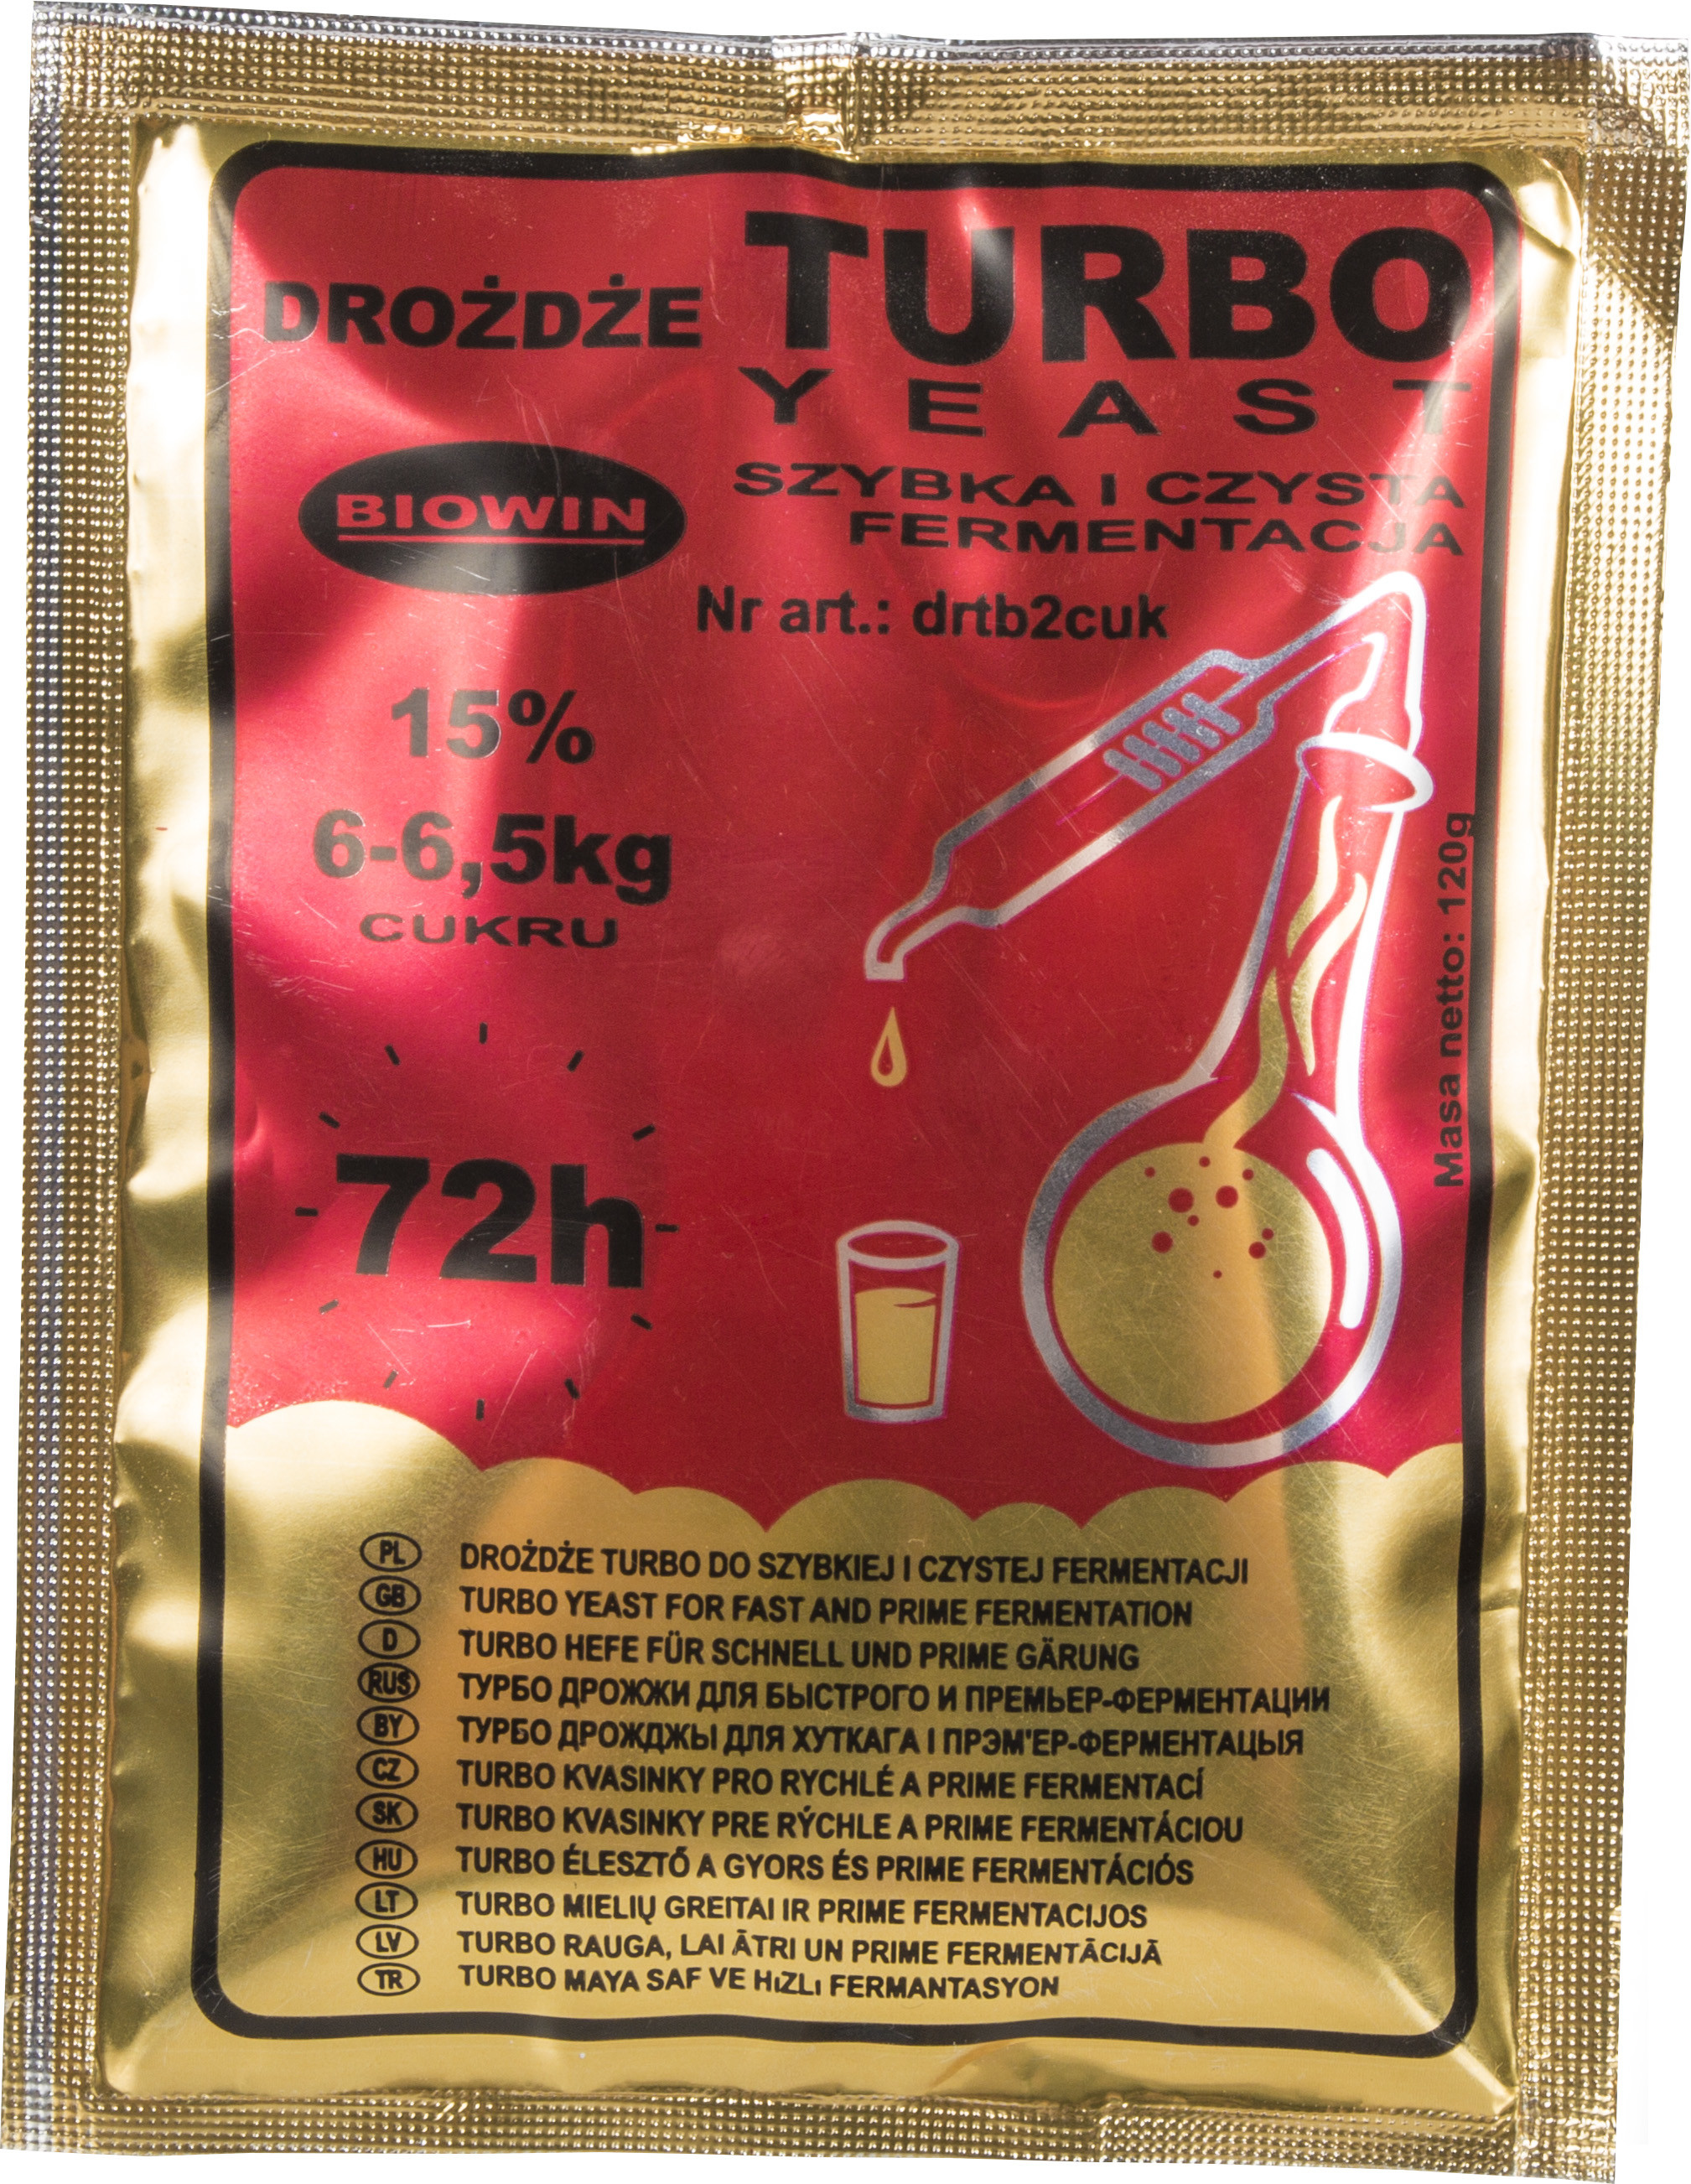 DROŻDŻE TURBO
YEAST
BIOWIN
SZYBKA I CZYSTA
FERMENTACJA
Nr art.: drtb2cuk
15%
6-6,5kg
CUKRU
72h
Masa netto: 120g
PL DROŻDŻE TURBO DO SZYBKIEJ I CZYSTEJ FERMENTACJI
GB TURBO YEAST FOR FAST AND PRIME FERMENTATION
D TURBO HEFE FÜR SCHNELL UND PRIME GÄRUNG
RUS ТУРБО ДРОЖЖИ ДЛЯ БЫСТРОГО И ПРЕМЬЕР-ФЕРМЕНТАЦИИ
BY ТУРБО ДРОЖДЖЫ ДЛЯ ХУТКАГА І ПРЭМ'ЕР-ФЕРМЕНТАЦЫЯ
CZ TURBO KVASINKY PRO RYCHLÉ A PRIME FERMENTACÍ
SK TURBO KVASINKY PRE RÝCHLE A PRIME FERMENTÁCIOU
HU TURBO ÉLESZTŐ A GYORS ÉS PRIME FERMENTÁCIÓS
LT TURBO MIELIŲ GREITAI IR PRIME FERMENTACIJOS
LV TURBO RAUGA, LAI ĀTRI UN PRIME FERMENTĀCIJĀ
TR TURBO MAYA SAF VE HıZLı FERMANTASYON